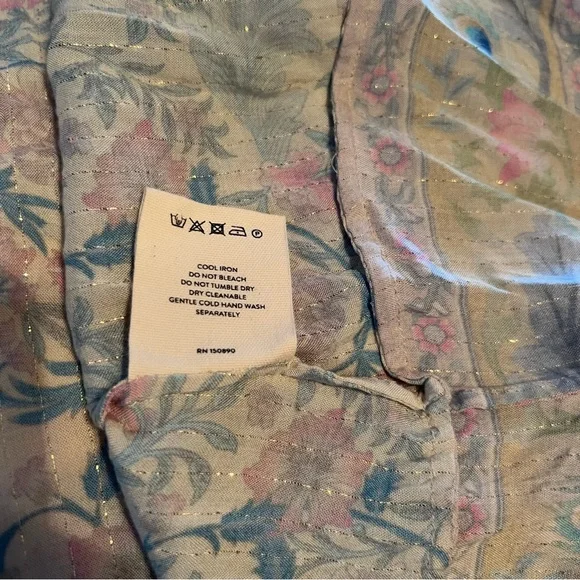 P
COOL IRON
DO NOT BLEACH
DO NOT TUMBLE DRY
DRY CLEANABLE
GENTLE COLD HAND WASH
SEPARATELY
RN 150890